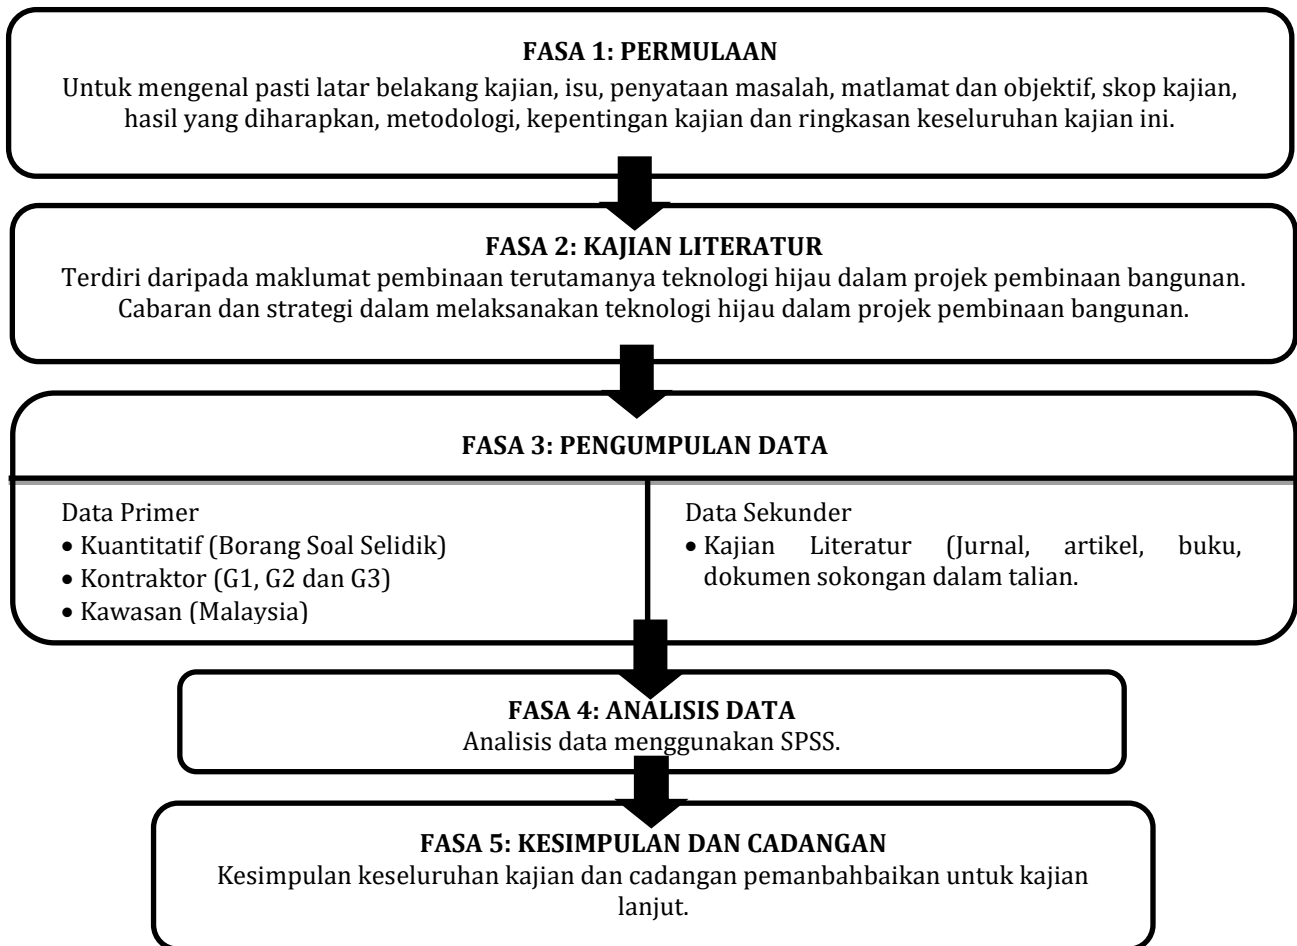 FASA 1: PERMULAAN
Untuk mengenal pasti latar belakang kajian, isu, penyataan masalah, matlamat dan objektif, skop kajian,
hasil yang diharapkan, metodologi, kepentingan kajian dan ringkasan keseluruhan kajian ini.
FASA 2: KAJIAN LITERATUR
Terdiri daripada maklumat pembinaan terutamanya teknologi hijau dalam projek pembinaan bangunan.
Cabaran dan strategi dalam melaksanakan teknologi hijau dalam projek pembinaan bangunan.
FASA 3: PENGUMPULAN DATA
Data Primer
• Kuantitatif (Borang Soal Selidik)
• Kontraktor (G1, G2 dan G3)
• Kawasan (Malaysia)
Data Sekunder
• Kajian Literatur (Jurnal, artikel, buku,
dokumen sokongan dalam talian.
FASA 4: ANALISIS DATA
Analisis data menggunakan SPSS.
FASA 5: KESIMPULAN DAN CADANGAN
Kesimpulan keseluruhan kajian dan cadangan pemanbahbaikan untuk kajian
lanjut.